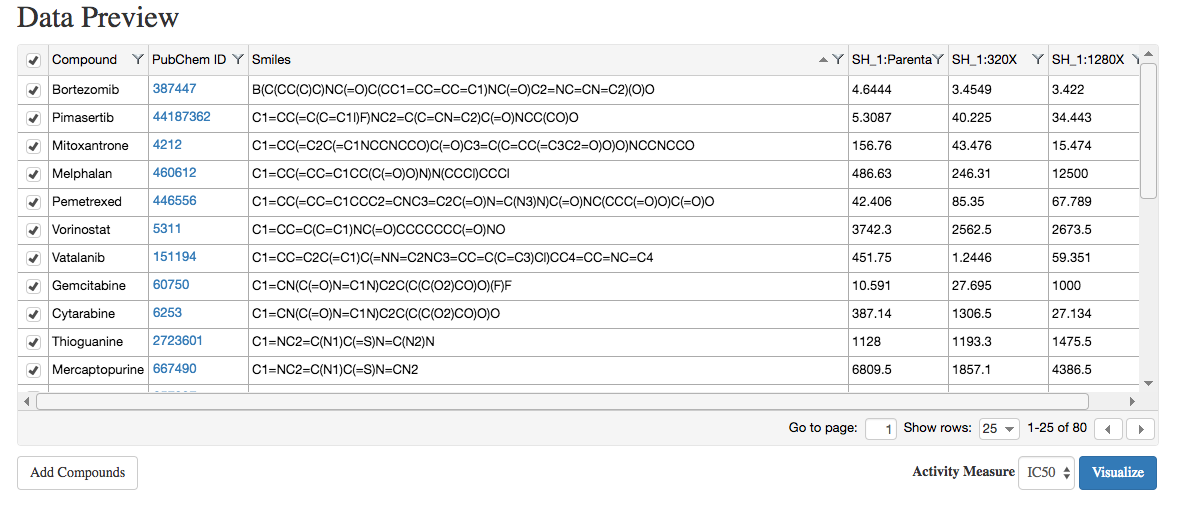 Data Preview
Compound PubChem ID Smiles SH_1:Parenta SH_1:320X SH_1:1280X
Bortezomib 387447 B(C(CC(C)C)NC(=O)C(CC1=CC=CC=C1)NC(=O)C2=NC=CN=C2)(O)O 4.6444 3.4549 3.422
Pimasertib 44187362 C1=CC(=C(C=C1I)F)NC2=C(C=CN=C2)C(=O)NCC(CO)O 5.3087 40.225 34.443
Mitoxantrone 4212 C1=CC(=C2C(=C1NCCNCCO)C(=O)C3=C(C=CC(=C3C2=O)O)O)NCCNCCO 156.76 43.476 15.474
Melphalan 460612 C1=CC(=CC=C1CC(C(=O)O)N)N(CCCl)CCCl 486.63 246.31 12500
Pemetrexed 446556 C1=CC(=CC=C1CCC2=CNC3=C2C(=O)N=C(N3)N)C(=O)NC(CCC(=O)O)C(=O)O 42.406 85.35 67.789
Vorinostat 5311 C1=CC=C(C=C1)NC(=O)CCCCCCC(=O)NO 3742.3 2562.5 2673.5
Vatalanib 151194 C1=CC=C2C(=C1)C(=NN=C2NC3=CC=C(C=C3)Cl)CC4=CC=NC=C4 451.75 1.2446 59.351
Gemcitabine 60750 C1=CN(C(=O)N=C1N)C2C(C(C(O2)CO)O)(F)F 10.591 27.695 1000
Cytarabine 6253 C1=CN(C(=O)N=C1N)C2C(C(C(O2)CO)O)O 387.14 1306.5 27.134
Thioguanine 2723601 C1=NC2=C(N1)C(=S)N=C(N2)N 1128 1193.3 1475.5
Mercaptopurine 667490 C1=NC2=C(N1)C(=S)N=CN2 6809.5 1857.1 4386.5
Go to page: 1 Show rows: 25 1-25 of 80
Add Compounds Activity Measure IC50 Visualize